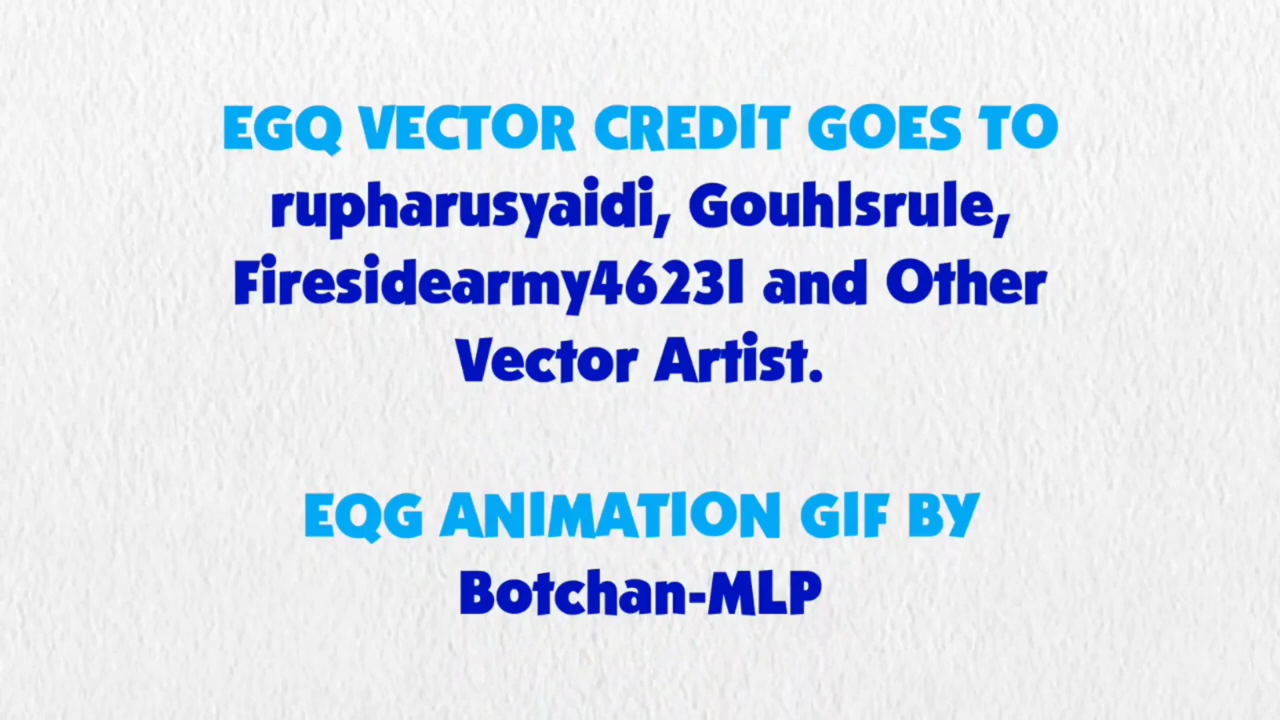 EGQ VECTOR CREDIT GOES TO
rupharusyaidi, Gouhlsrule,
Firesidearmy46231 and Other
Vector Artist.
EQG ANIMATION GIF BY
Botchan-MLP